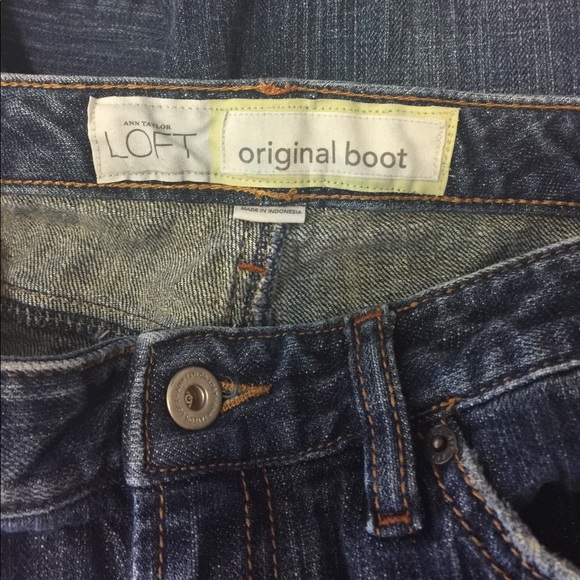 ANN TAYLOR
LOFT
original boot
MADE IN INDONESIA